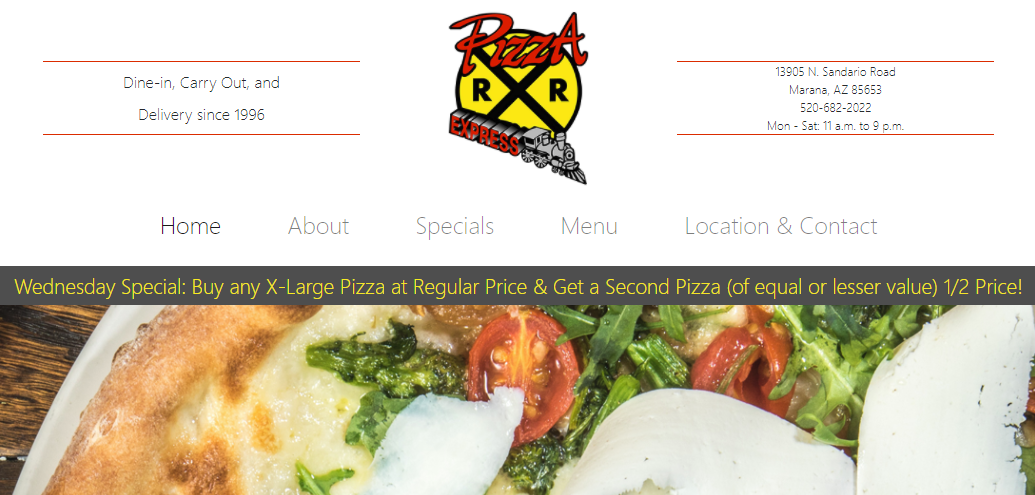 Dine-in, Carry Out, and
Delivery since 1996
PizzA
R R
EXPRESS
13905 N. Sandario Road
Marana, AZ 85653
520-682-2022
Mon - Sat: 11 a.m. to 9 p.m.
Home About Specials Menu Location & Contact
Wednesday Special: Buy any X-Large Pizza at Regular Price & Get a Second Pizza (of equal or lesser value) 1/2 Price!